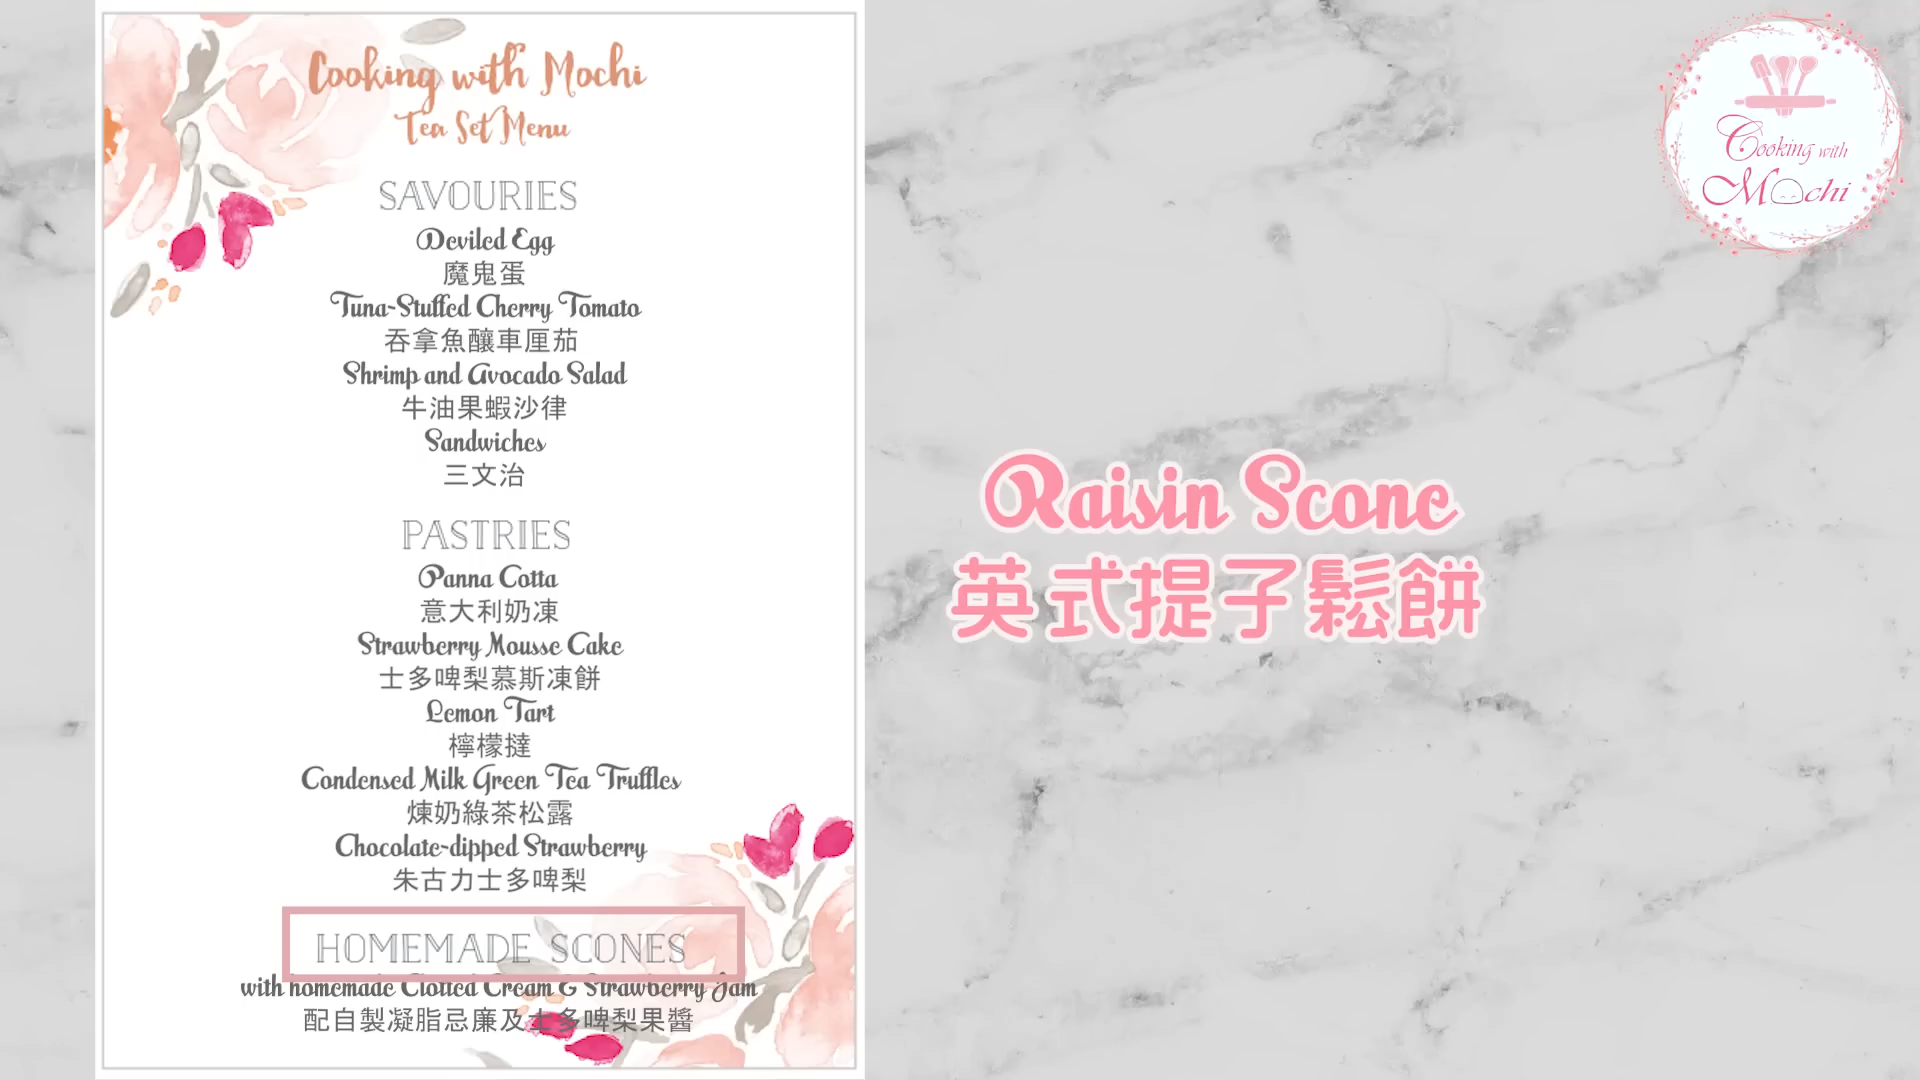 Cooking with Mochi
Tea Set Menu
SAVOURIES
Deviled Egg
魔鬼蛋
Tuna-Stuffed Cherry Tomato
吞拿魚釀車厘茄
Shrimp and Avocado Salad
牛油果蝦沙律
Sandwiches
三文治
PASTRIES
Panna Cotta
意大利奶凍
Strawberry Mousse Cake
士多啤梨慕斯凍餅
Lemon Tart
檸檬撻
Condensed Milk Green Tea Truffles
煉奶綠茶松露
Chocolate-dipped Strawberry
朱古力士多啤梨
HOMEMADE SCONES
with homemade Clotted Cream & Strawberry Jam
配自製凝脂忌廉及士多啤梨果醬
Raisin Scone
英式提子鬆餅
Cooking with
Mochi